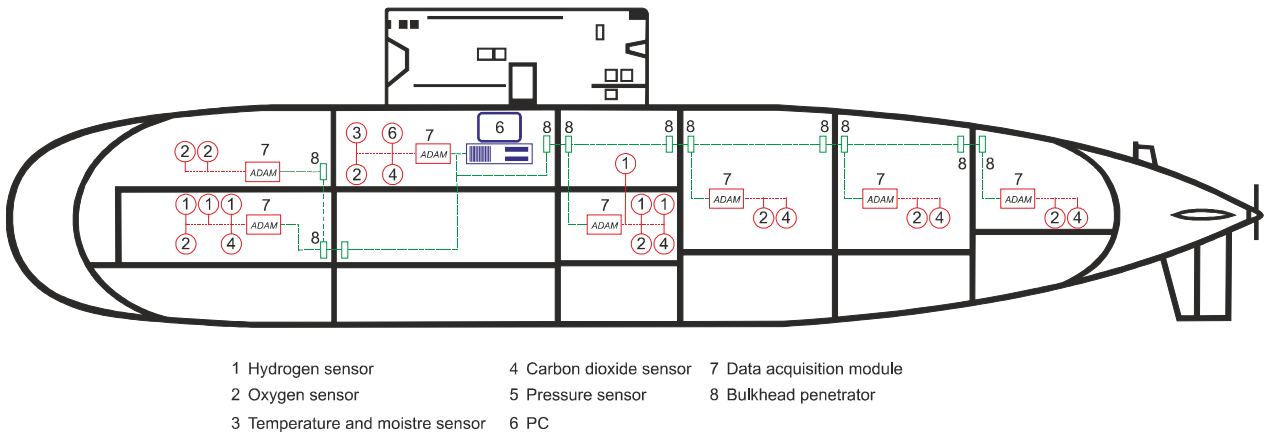 8 8 8 8 8 8 8
3 6 7 6
2 2 7 8 ADAM
ADAM 2 4
1 8 8
7 7 7
1 1 1 7 1 1
ADAM ADAM ADAM
7
ADAM ADAM
2 4 8 2 4 2 4 2 4 2 4
1 Hydrogen sensor
2 Oxygen sensor
3 Temperature and moistre sensor
4 Carbon dioxide sensor
5 Pressure sensor
6 PC
7 Data acquisition module
8 Bulkhead penetrator